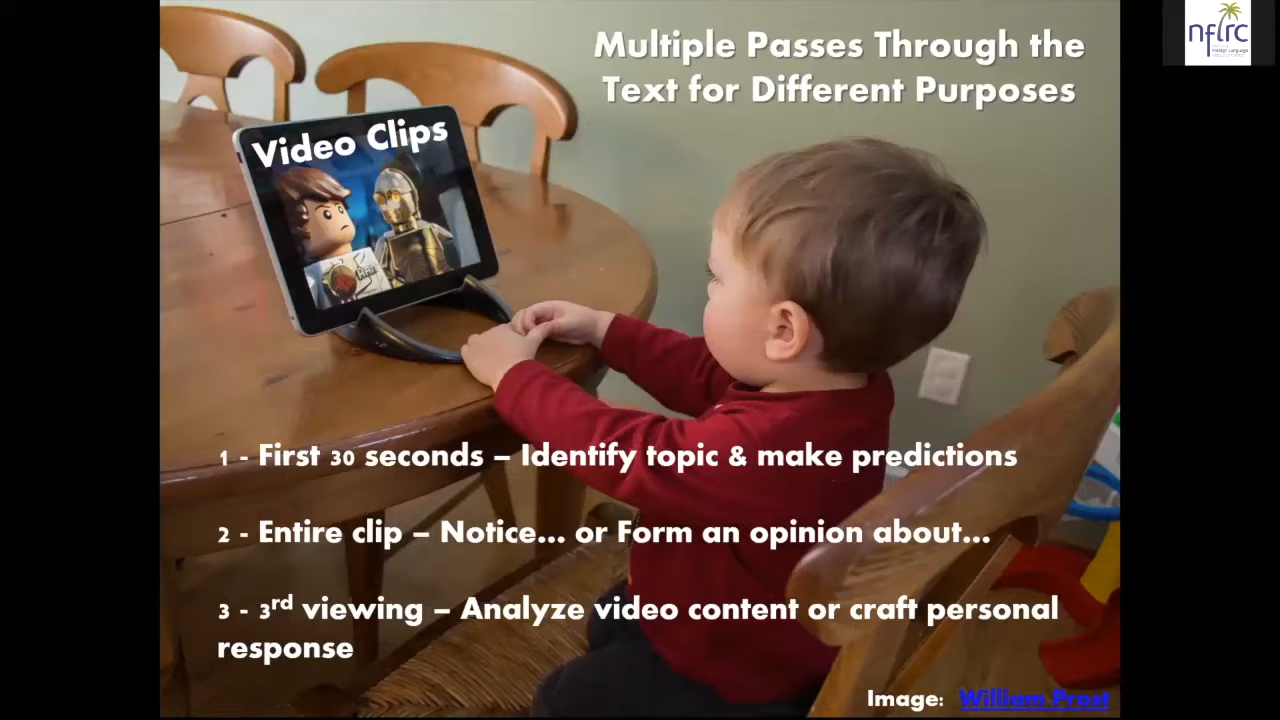 nflrc
Multiple Passes Through the
Text for Different Purposes
Video Clips
1 - First 30 seconds – Identify topic & make predictions
2 - Entire clip – Notice... or Form an opinion about...
3 - 3rd viewing – Analyze video content or craft personal
response
Image: William Prost